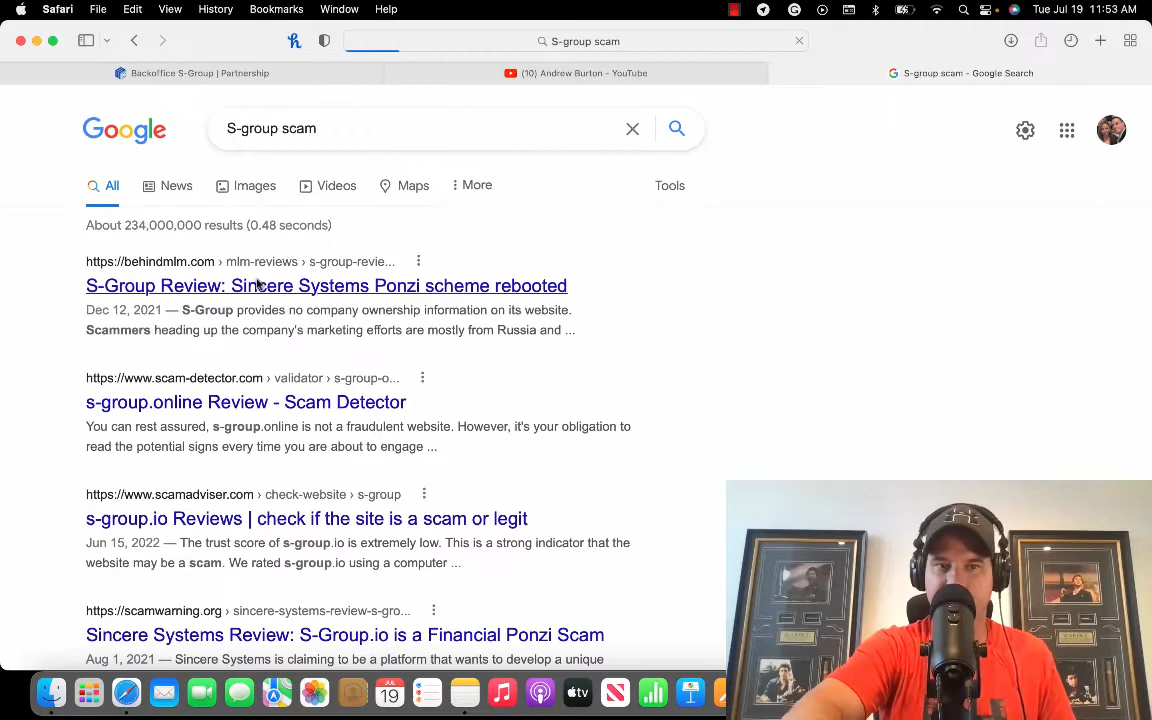 Safari File Edit View History Bookmarks Window Help Tue Jul 19 11:53 AM
S-group scam
Backoffice S-Group | Partnership (10) Andrew Burton - YouTube S-group scam - Google Search
Google S-group scam
All News Images Videos Maps More Tools
About 234,000,000 results (0.48 seconds)
https://behindmlm.com › mlm-reviews › s-group-revie...
S-Group Review: Sincere Systems Ponzi scheme rebooted
Dec 12, 2021 — S-Group provides no company ownership information on its website.
Scammers heading up the company's marketing efforts are mostly from Russia and ...
https://www.scam-detector.com › validator › s-group-o...
s-group.online Review - Scam Detector
You can rest assured, s-group.online is not a fraudulent website. However, it's your obligation to
read the potential signs every time you are about to engage ...
https://www.scamadviser.com › check-website › s-group
s-group.io Reviews | check if the site is a scam or legit
Jun 15, 2022 — The trust score of s-group.io is extremely low. This is a strong indicator that the
website may be a scam. We rated s-group.io using a computer ...
https://scamwarning.org › sincere-systems-review-s-gro...
Sincere Systems Review: S-Group.io is a Financial Ponzi Scam
Aug 1, 2021 — Sincere Systems is claiming to be a platform that wants to develop a unique
JUL
19
tv